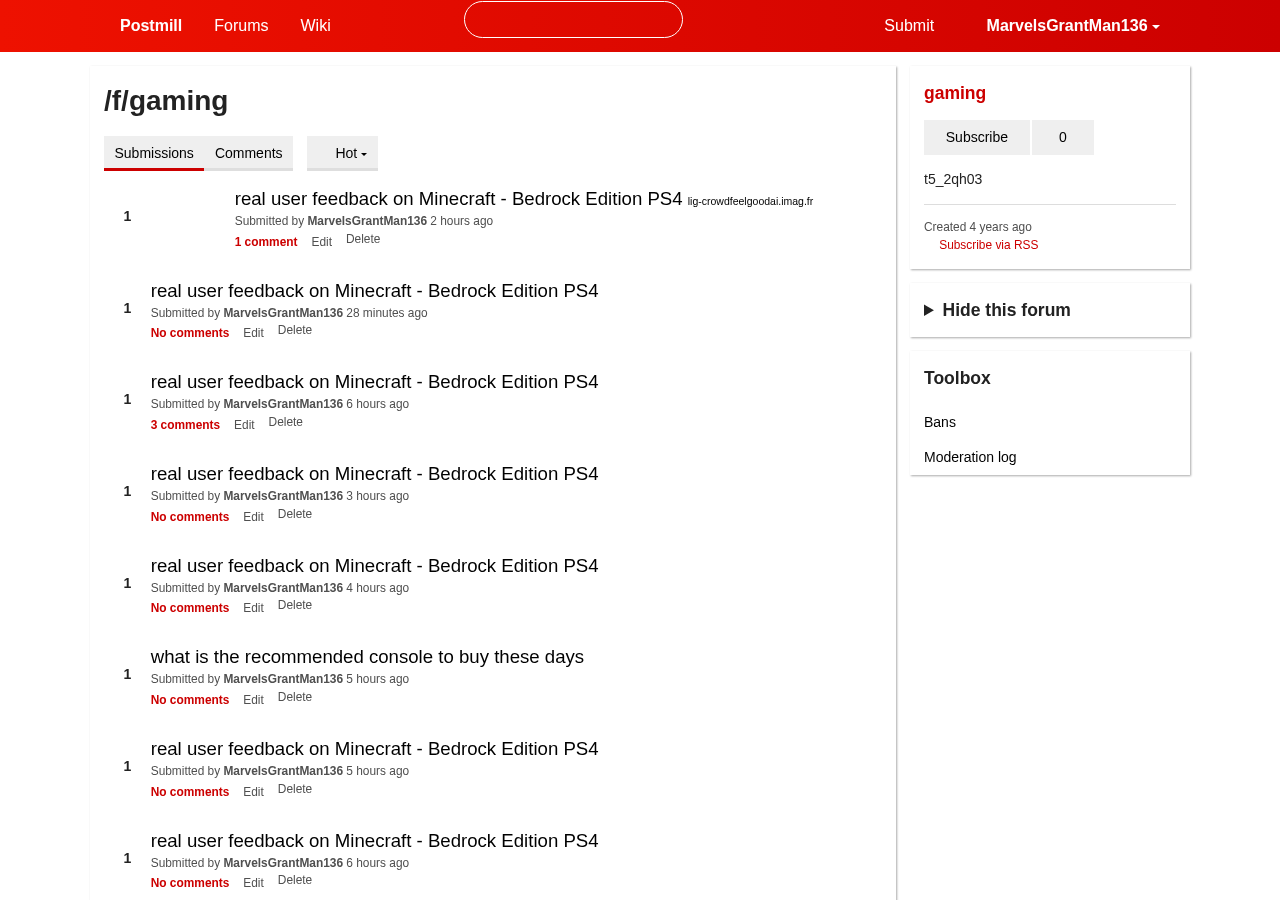 Postmill Forums Wiki Submit MarvelsGrantMan136
/f/gaming
Submissions Comments Hot
1
real user feedback on Minecraft - Bedrock Edition PS4 lig-crowdfeelgoodai.imag.fr
Submitted by MarvelsGrantMan136 2 hours ago
1 comment Edit Delete
1
real user feedback on Minecraft - Bedrock Edition PS4
Submitted by MarvelsGrantMan136 28 minutes ago
No comments Edit Delete
1
real user feedback on Minecraft - Bedrock Edition PS4
Submitted by MarvelsGrantMan136 6 hours ago
3 comments Edit Delete
1
real user feedback on Minecraft - Bedrock Edition PS4
Submitted by MarvelsGrantMan136 3 hours ago
No comments Edit Delete
1
real user feedback on Minecraft - Bedrock Edition PS4
Submitted by MarvelsGrantMan136 4 hours ago
No comments Edit Delete
1
what is the recommended console to buy these days
Submitted by MarvelsGrantMan136 5 hours ago
No comments Edit Delete
1
real user feedback on Minecraft - Bedrock Edition PS4
Submitted by MarvelsGrantMan136 5 hours ago
No comments Edit Delete
1
real user feedback on Minecraft - Bedrock Edition PS4
Submitted by MarvelsGrantMan136 6 hours ago
No comments Edit Delete
gaming
Subscribe 0
t5_2qh03
Created 4 years ago
Subscribe via RSS
Hide this forum
Toolbox
Bans
Moderation log